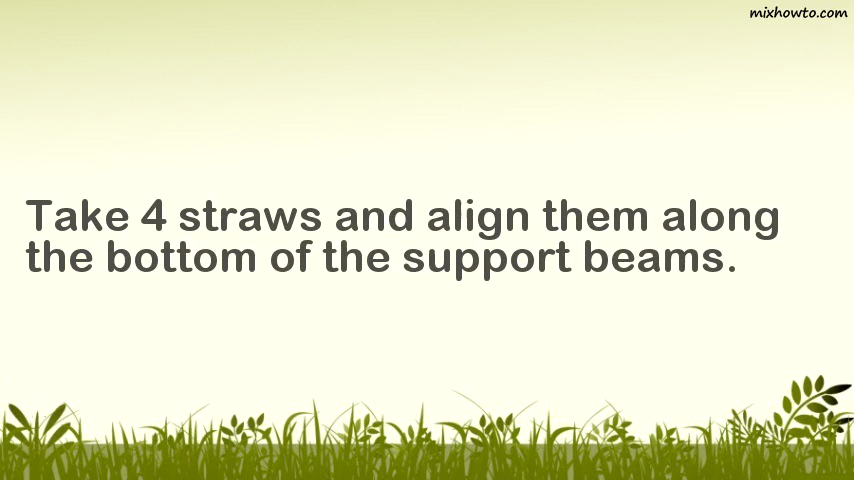 mixhowto.com
Take 4 straws and align them along
the bottom of the support beams.